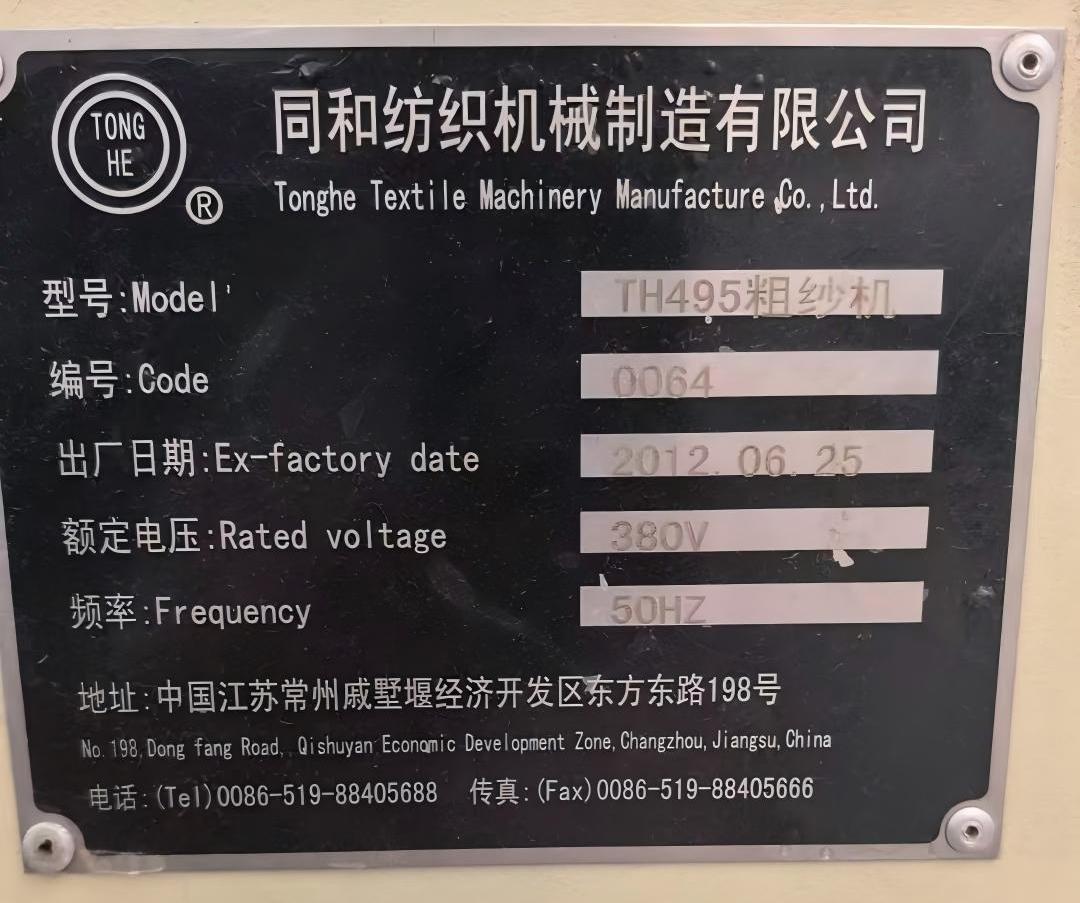 TONG
HE
®
同和纺织机械制造有限公司
Tonghe Textile Machinery Manufacture Co.,Ltd.
型号:Model TH495粗纱机
编号:Code 0064
出厂日期:Ex-factory date 2012.06.25
额定电压:Rated voltage 380V
频率:Frequency 50HZ
地址:中国江苏常州戚墅堰经济开发区东方东路198号
No.198,Dong fang Road, Qishuyan Economic Development Zone,Changzhou,Jiangsu,China
电话:(Tel)0086-519-88405688 传真:(Fax)0086-519-88405666